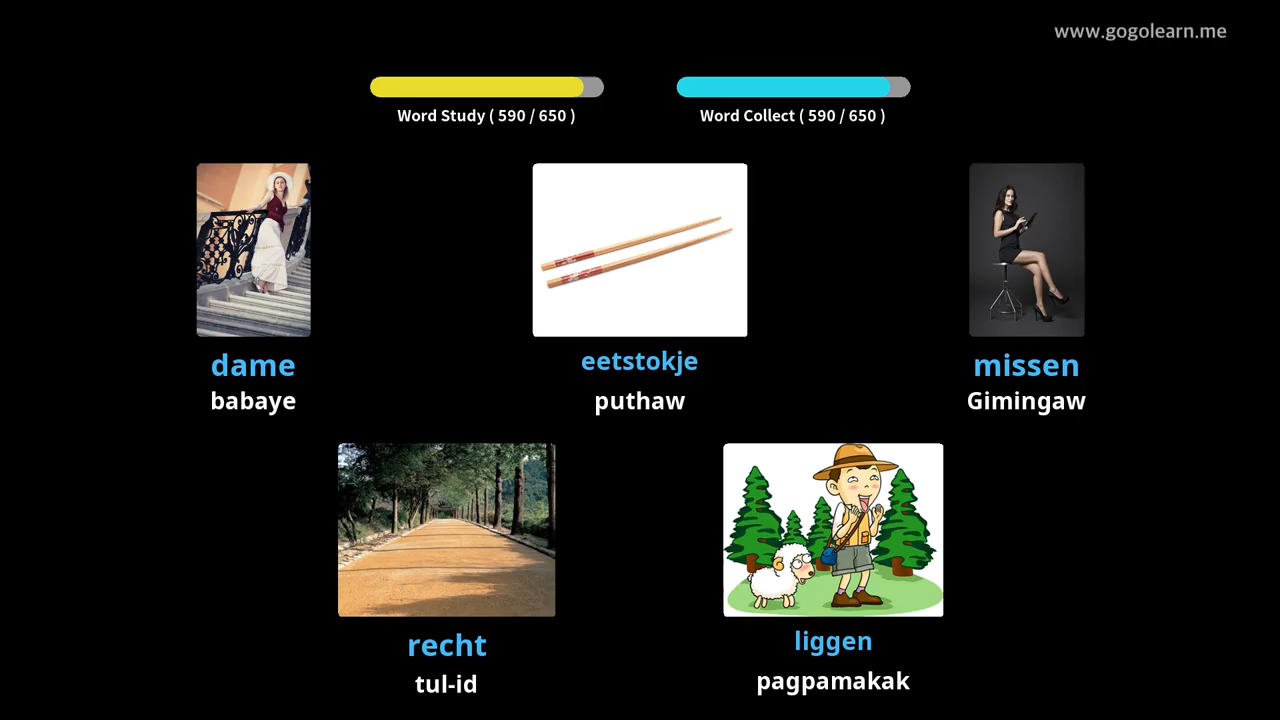 www.gogolearn.me
Word Study ( 590 / 650 )
Word Collect ( 590 / 650 )
dame
babaye
eetstokje
puthaw
missen
Gimingaw
recht
tul-id
liggen
pagpamakak